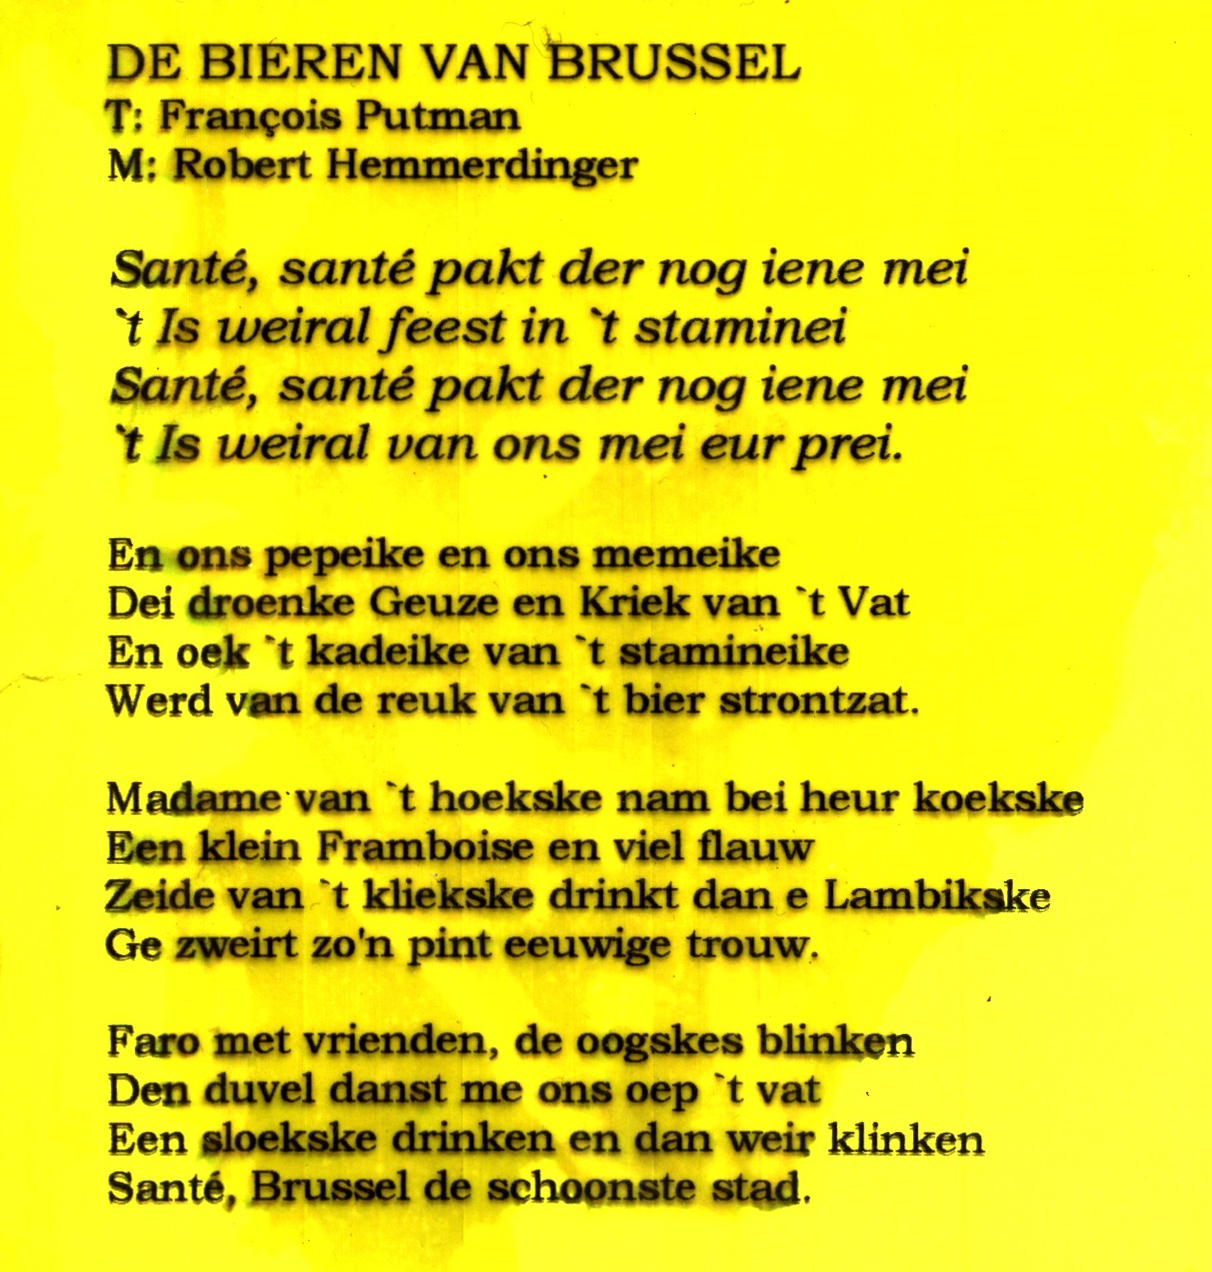 DE BIEREN VAN BRUSSEL
T: François Putman
M: Robert Hemmerdinger
Santé, santé pakt der nog iene mei
`t Is weiral feest in `t staminei
Santé, santé pakt der nog iene mei
`t Is weiral van ons mei eur prei.
En ons pepeike en ons memeike
Dei droenke Geuze en Kriek van `t Vat
En oek `t kadeike van `t stamineike
Werd van de reuk van `t bier strontzat.
Madame van `t hoekske nam bei heur koekske
Een klein Framboise en viel flauw
Zeide van `t kliekske drinkt dan e Lambikske
Ge zweirt zo'n pint eeuwige trouw.
Faro met vrienden, de oogskes blinken
Den duvel danst me ons oep `t vat
Een sloekske drinken en dan weir klinken
Santé, Brussel de schoonste stad.